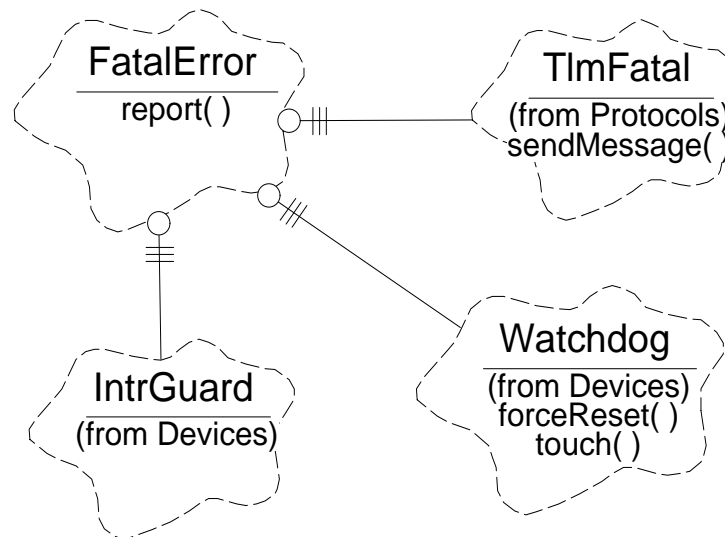 FatalError
report( )
TlmFatal
(from Protocols)
sendMessage( )
Watchdog
(from Devices)
forceReset( )
touch( )
IntrGuard
(from Devices)